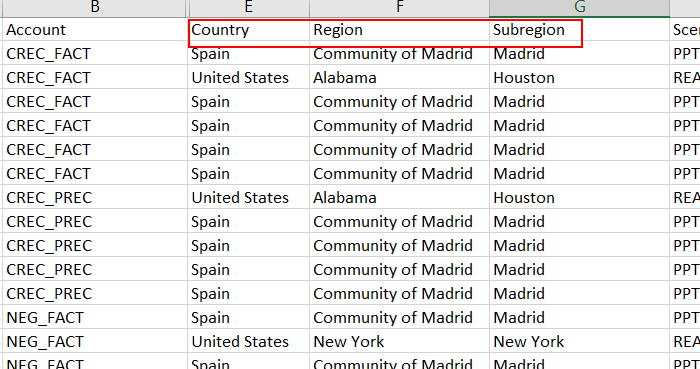 B E F G
Account Country Region Subregion
CREC_FACT Spain Community of Madrid Madrid PPT
CREC_FACT United States Alabama Houston REA
CREC_FACT Spain Community of Madrid Madrid PPT
CREC_FACT Spain Community of Madrid Madrid PPT
CREC_FACT Spain Community of Madrid Madrid PPT
CREC_FACT Spain Community of Madrid Madrid PPT
CREC_PREC United States Alabama Houston REA
CREC_PREC Spain Community of Madrid Madrid PPT
CREC_PREC Spain Community of Madrid Madrid PPT
CREC_PREC Spain Community of Madrid Madrid PPT
CREC_PREC Spain Community of Madrid Madrid PPT
NEG_FACT Spain Community of Madrid Madrid PPT
NEG_FACT United States New York New York REA
NEG_FACT Spain Community of Madrid Madrid PPT